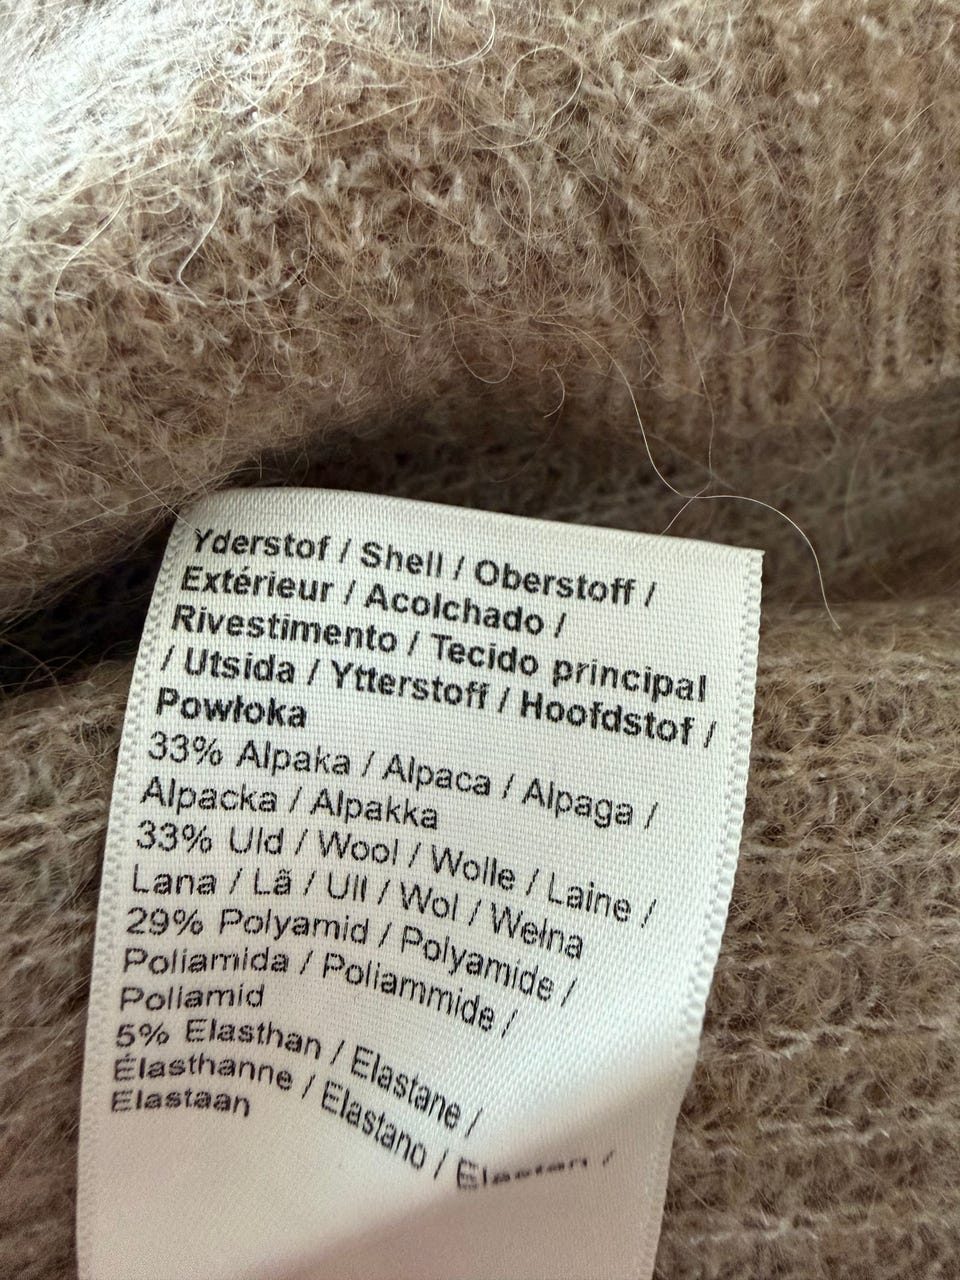 Yderstof / Shell / Oberstoff /
Extérieur / Acolchado /
Rivestimento / Tecido principal
/ Utsida / Ytterstoff / Hoofdstof /
Powłoka
33% Alpaka / Alpaca / Alpaga /
Alpacka / Alpakka
33% Uld / Wool / Wolle / Laine /
Lana / Lã / Ull / Wol / Wełna
29% Polyamid / Polyamide /
Poliamida / Poliammide /
Poliamid
5% Elasthan / Elastane /
Élasthanne / Elastano / Elastan /
Elastaan